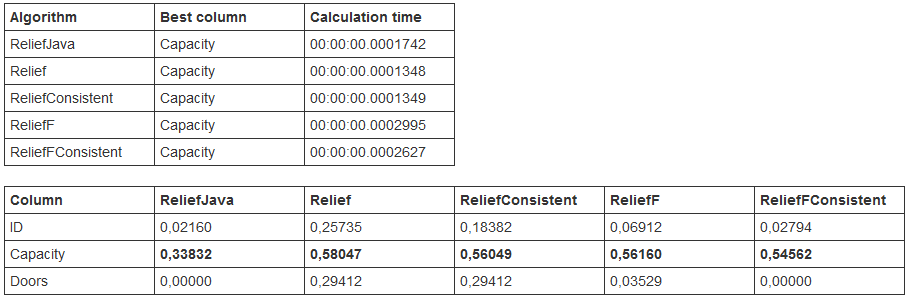 Algorithm Best column Calculation time
ReliefJava Capacity 00:00:00.0001742
Relief Capacity 00:00:00.0001348
ReliefConsistent Capacity 00:00:00.0001349
ReliefF Capacity 00:00:00.0002995
ReliefFConsistent Capacity 00:00:00.0002627
Column ReliefJava Relief ReliefConsistent ReliefF ReliefFConsistent
ID 0,02160 0,25735 0,18382 0,06912 0,02794
Capacity 0,33832 0,58047 0,56049 0,56160 0,54562
Doors 0,00000 0,29412 0,29412 0,03529 0,00000